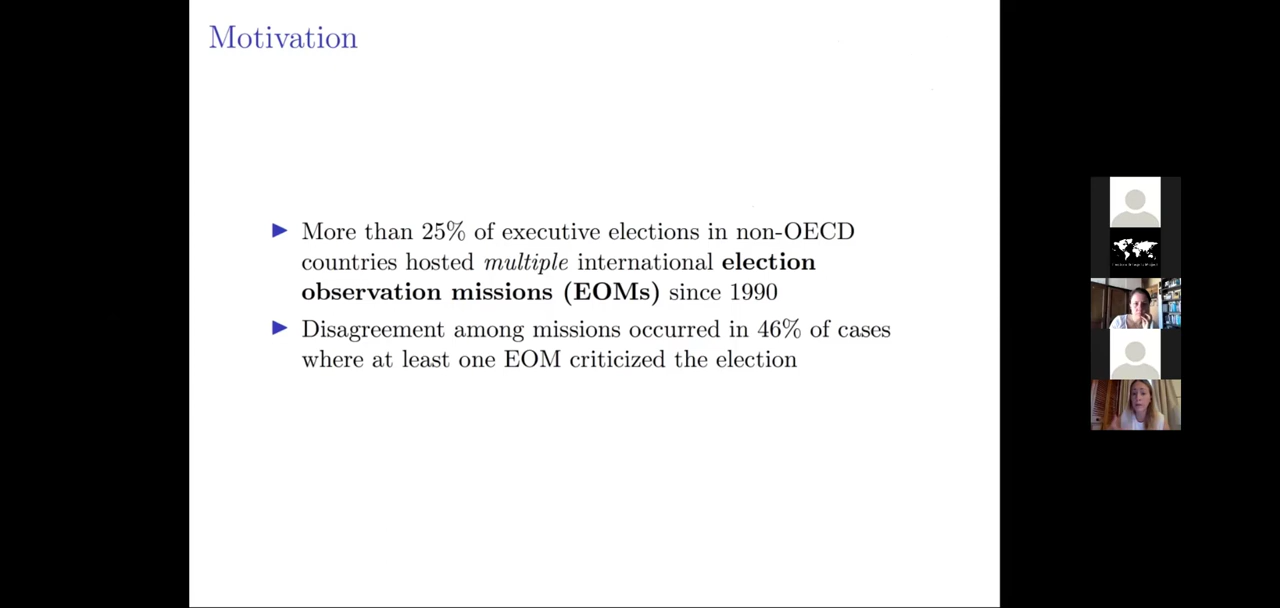 Motivation
More than 25% of executive elections in non-OECD
countries hosted multiple international election
observation missions (EOMs) since 1990
Disagreement among missions occurred in 46% of cases
where at least one EOM criticized the election